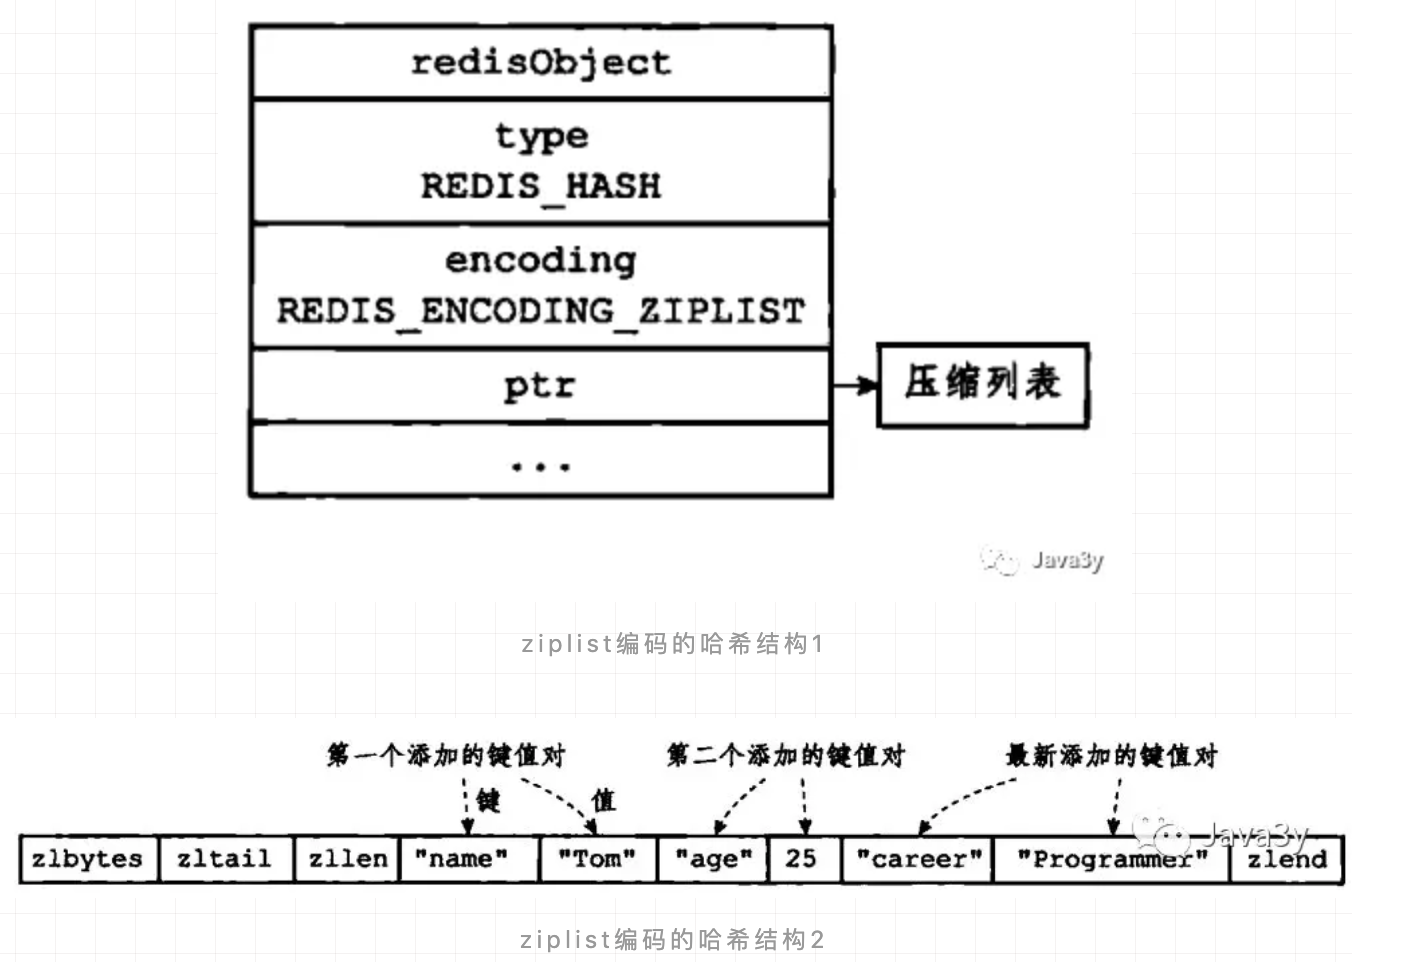 redisObject
type
REDIS_HASH
encoding
REDIS_ENCODING_ZIPLIST
ptr
压缩列表
...
Java3y
ziplist编码的哈希结构1
第一个添加的键值对 第二个添加的键值对 最新添加的键值对
键 值
Java3y
zlbytes zltail zllen "name" "Tom" "age" 25 "career" "Programmer" zlend
ziplist编码的哈希结构2